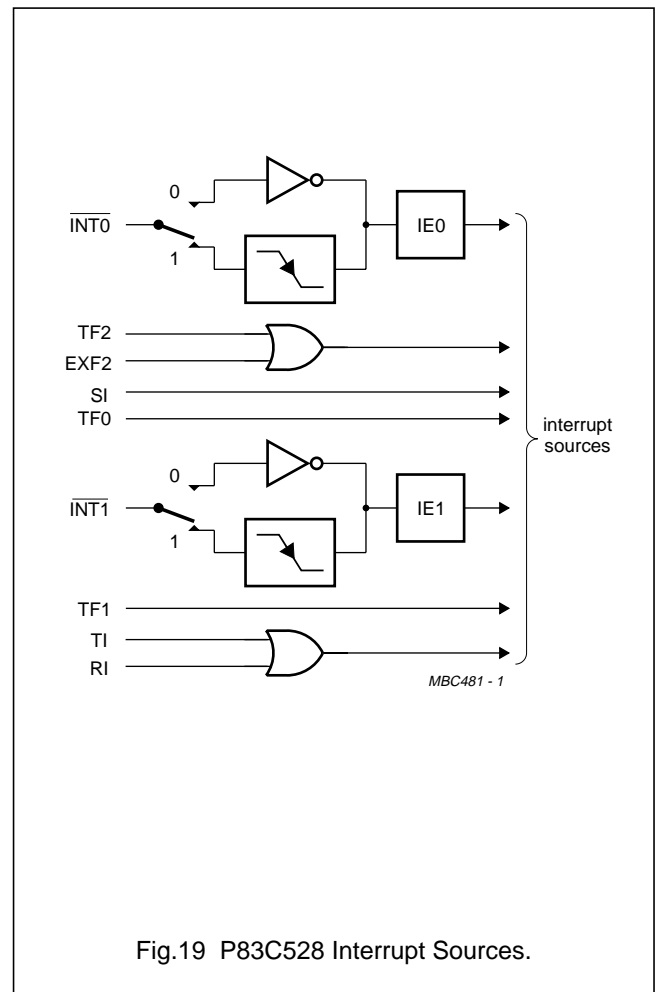 0
INT0
IE0
1
TF2
EXF2
SI
TF0
interrupt
sources
0
INT1
IE1
1
TF1
TI
RI
MBC481 - 1
Fig.19 P83C528 Interrupt Sources.